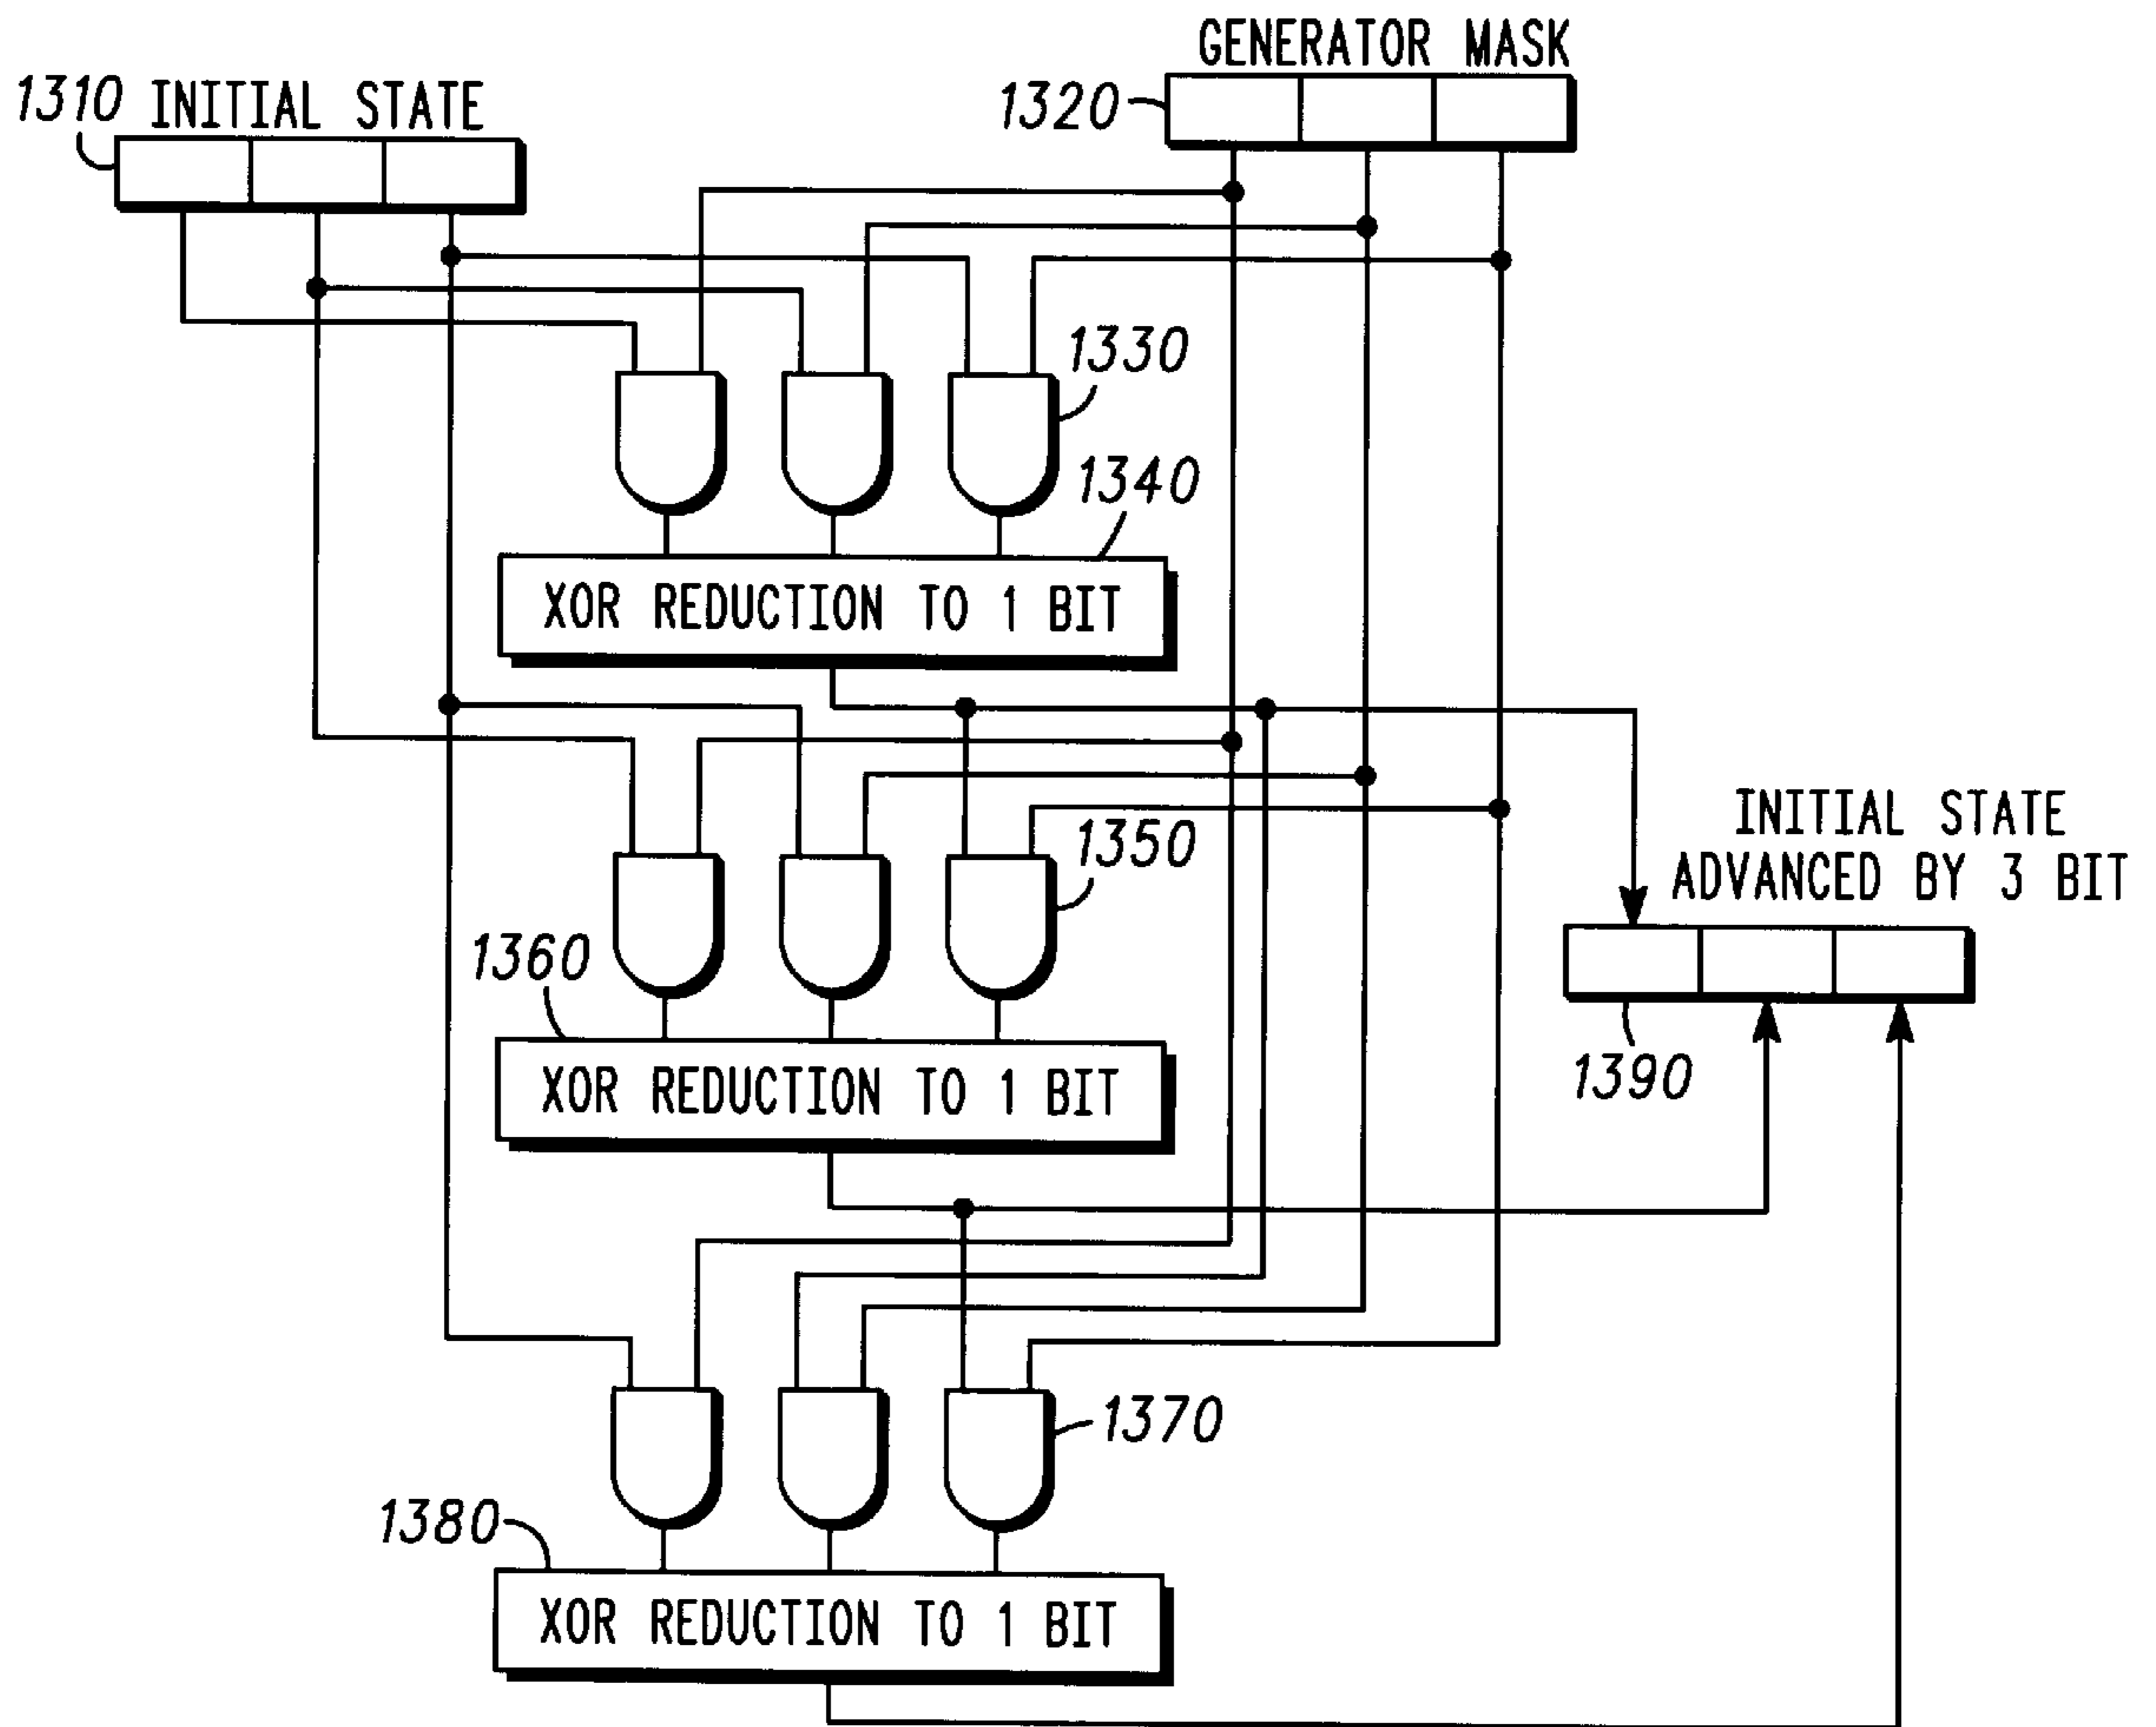 GENERATOR MASK
1310 INITIAL STATE
1320
1330
1340
XOR REDUCTION TO 1 BIT
1350
INITIAL STATE
ADVANCED BY 3 BIT
1360
XOR REDUCTION TO 1 BIT
1390
1370
1380
XOR REDUCTION TO 1 BIT